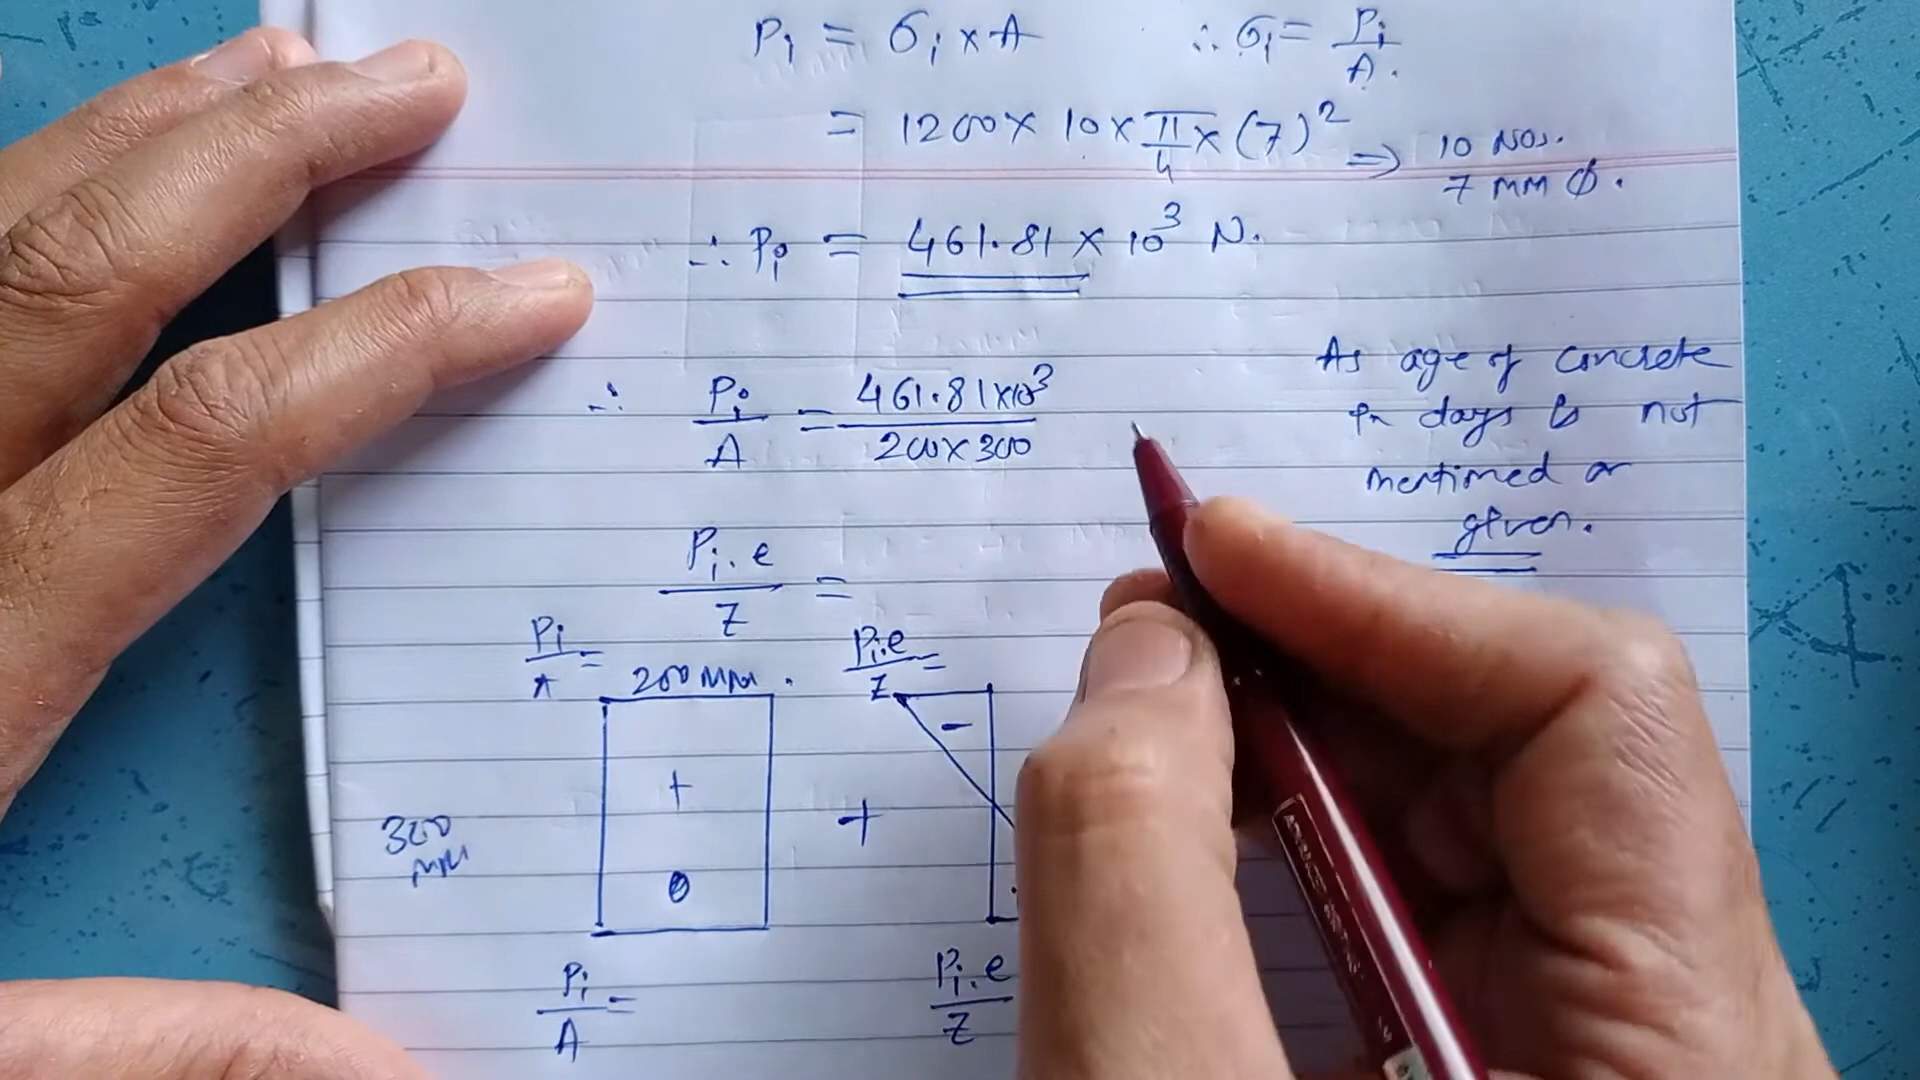 Pi = σi × A ∴ σi = Pi/A.
= 1200 × 10 × π/4 × (7)² ⇒ 10 Nos.
7 MM Ø.
∴ Pi = 461.81 × 10³ N.
∴ Pi/A = 461.81×10³/200×300
As age of concrete
in days is not
mentioned or
given.
Pi.e/Z =
Pi/A = Pi.e/Z =
200 MM.
+ −
300
MM
+
Pi/A = Pi.e/Z